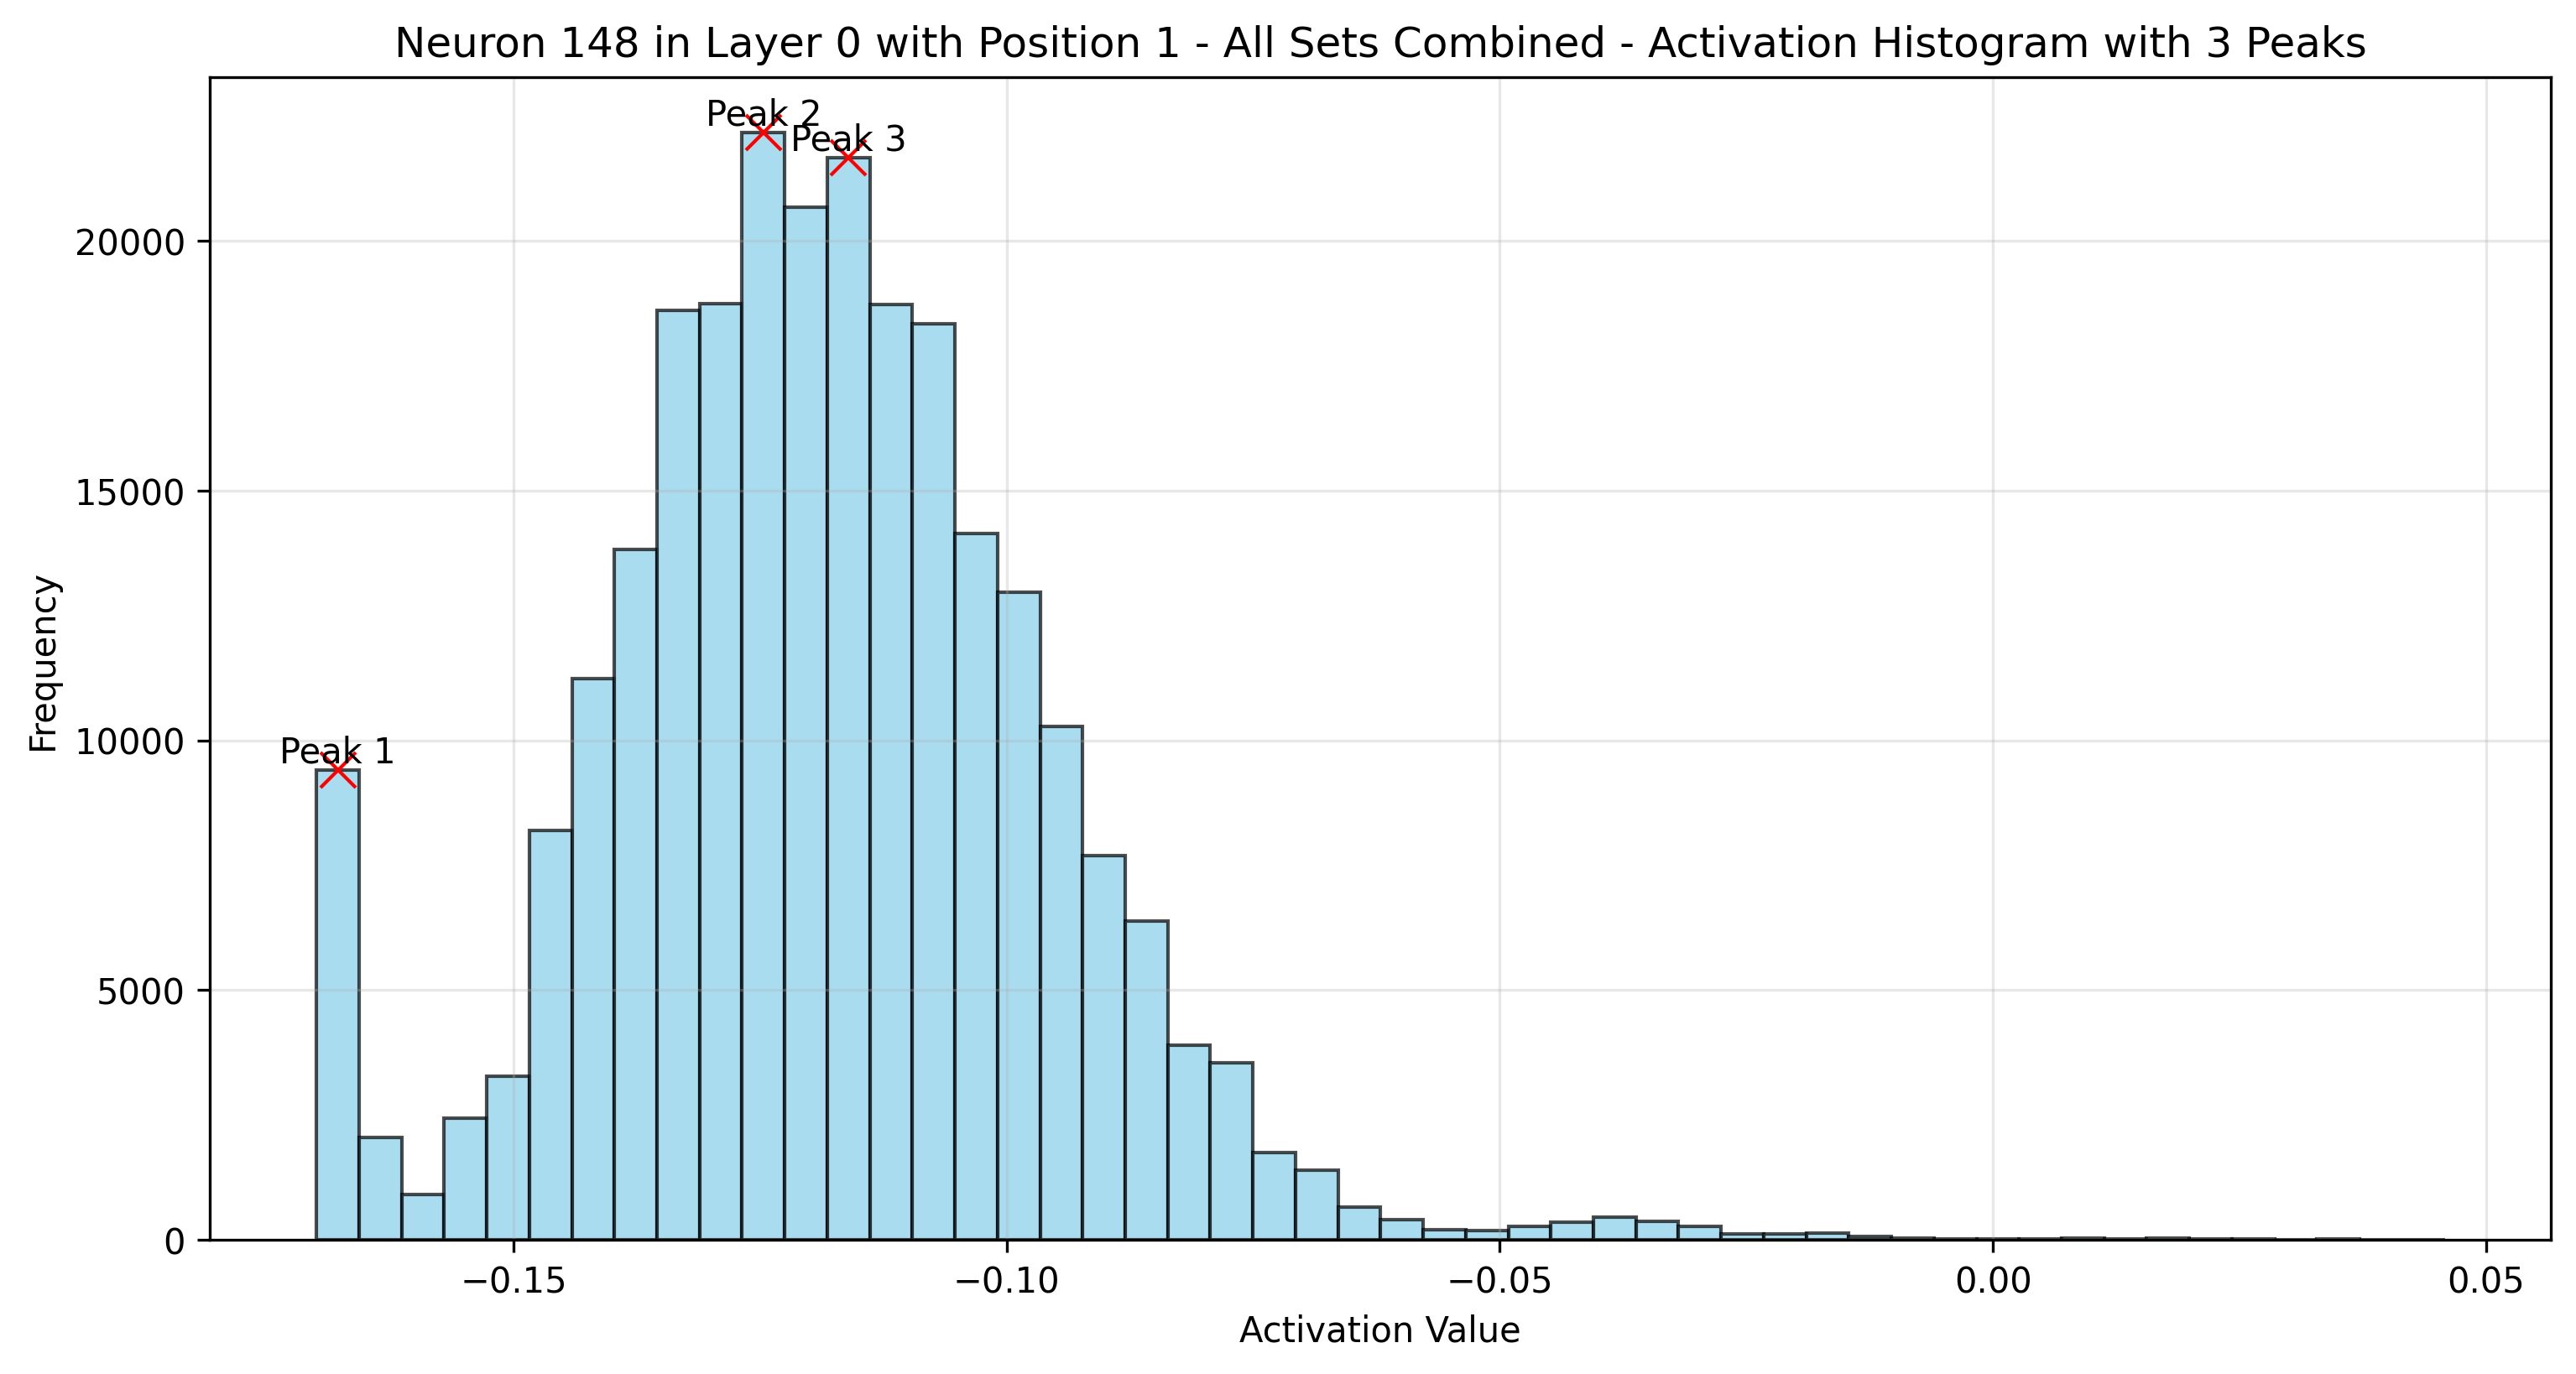 Neuron 148 in Layer 0 with Position 1 - All Sets Combined - Activation Histogram with 3 Peaks
Peak 2
Peak 3
Peak 1
Frequency
20000
15000
10000
5000
0
−0.15
−0.10
−0.05
0.00
0.05
Activation Value